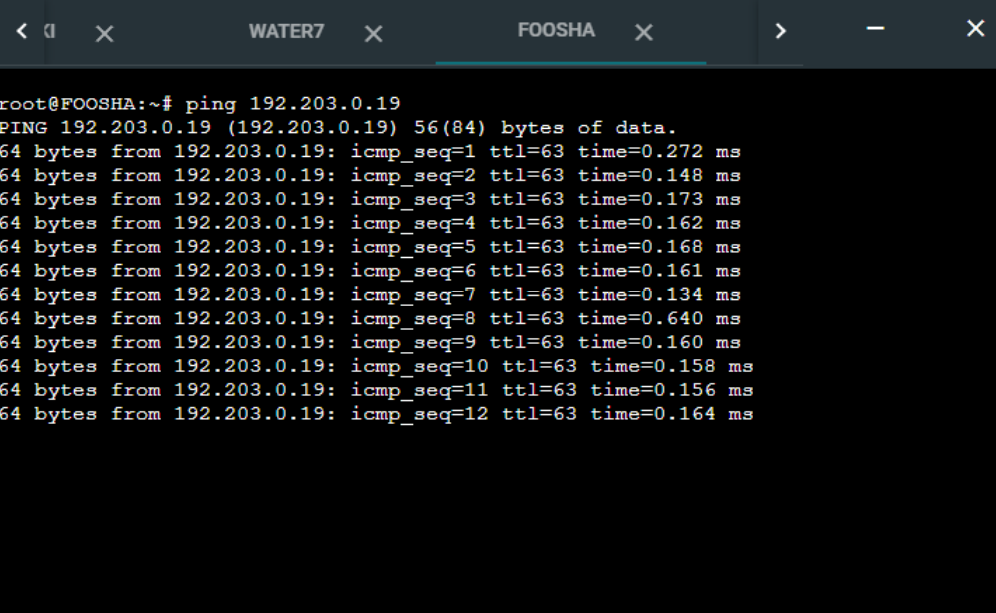 KI WATER7 FOOSHA
root@FOOSHA:~# ping 192.203.0.19
PING 192.203.0.19 (192.203.0.19) 56(84) bytes of data.
64 bytes from 192.203.0.19: icmp_seq=1 ttl=63 time=0.272 ms
64 bytes from 192.203.0.19: icmp_seq=2 ttl=63 time=0.148 ms
64 bytes from 192.203.0.19: icmp_seq=3 ttl=63 time=0.173 ms
64 bytes from 192.203.0.19: icmp_seq=4 ttl=63 time=0.162 ms
64 bytes from 192.203.0.19: icmp_seq=5 ttl=63 time=0.168 ms
64 bytes from 192.203.0.19: icmp_seq=6 ttl=63 time=0.161 ms
64 bytes from 192.203.0.19: icmp_seq=7 ttl=63 time=0.134 ms
64 bytes from 192.203.0.19: icmp_seq=8 ttl=63 time=0.640 ms
64 bytes from 192.203.0.19: icmp_seq=9 ttl=63 time=0.160 ms
64 bytes from 192.203.0.19: icmp_seq=10 ttl=63 time=0.158 ms
64 bytes from 192.203.0.19: icmp_seq=11 ttl=63 time=0.156 ms
64 bytes from 192.203.0.19: icmp_seq=12 ttl=63 time=0.164 ms